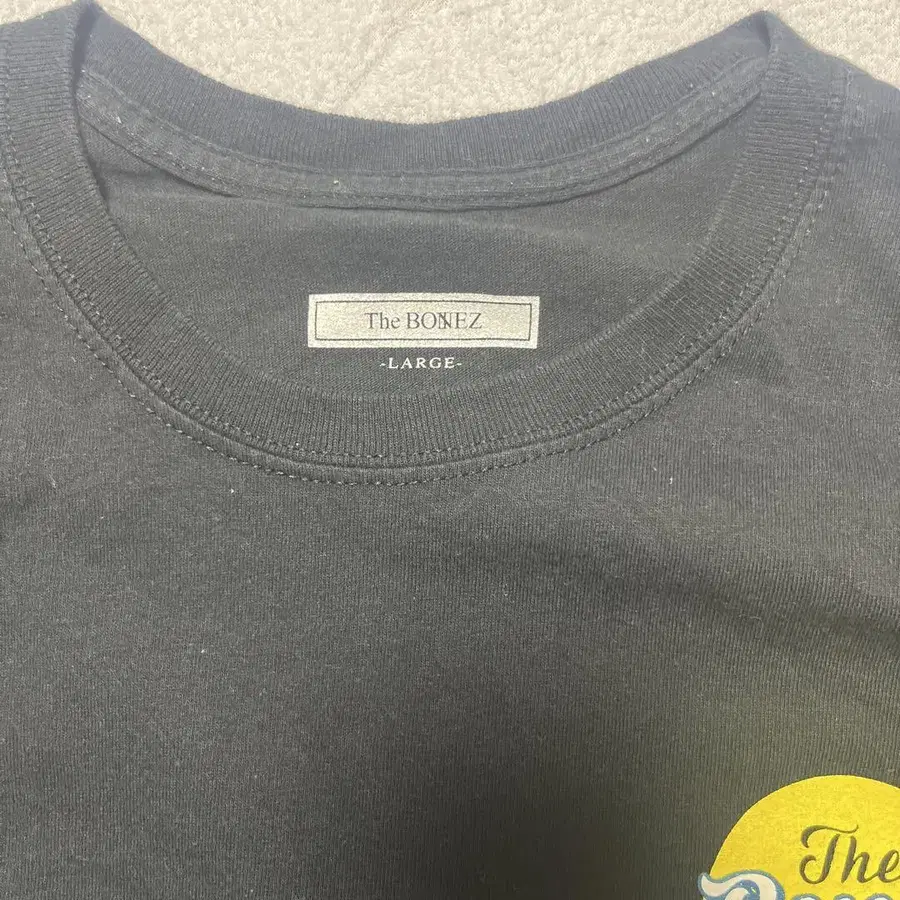 The BONEZ
-LARGE-
The